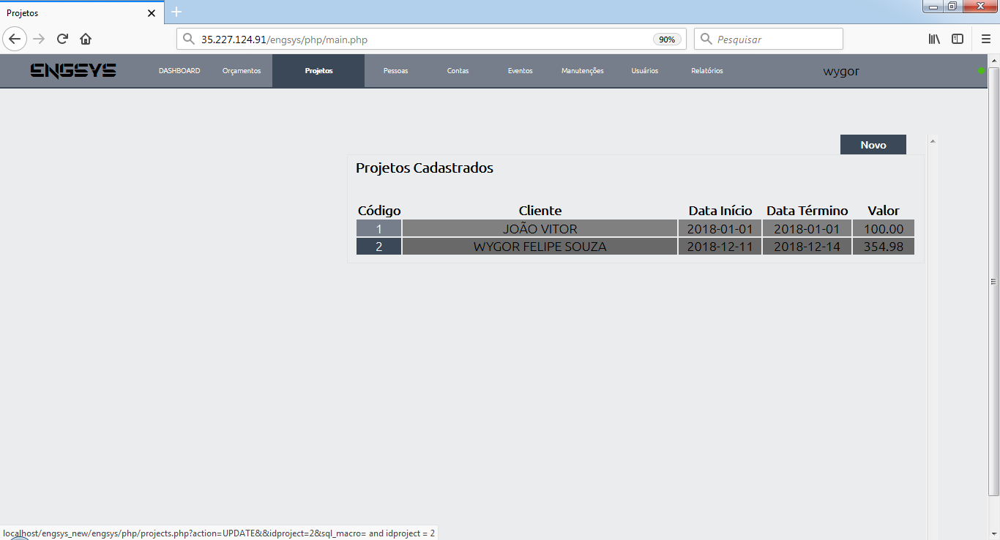 Projetos
35.227.124.91/engsys/php/main.php 90% Pesquisar
ENGSYS DASHBOARD Orçamentos Projetos Pessoas Contas Eventos Manutenções Usuários Relatórios wygor
Novo
Projetos Cadastrados
Código Cliente Data Início Data Término Valor
1 JOÃO VITOR 2018-01-01 2018-01-01 100.00
2 WYGOR FELIPE SOUZA 2018-12-11 2018-12-14 354.98
localhost/engsys_new/engsys/php/projects.php?action=UPDATE&&idproject=2&sql_macro= and idproject = 2